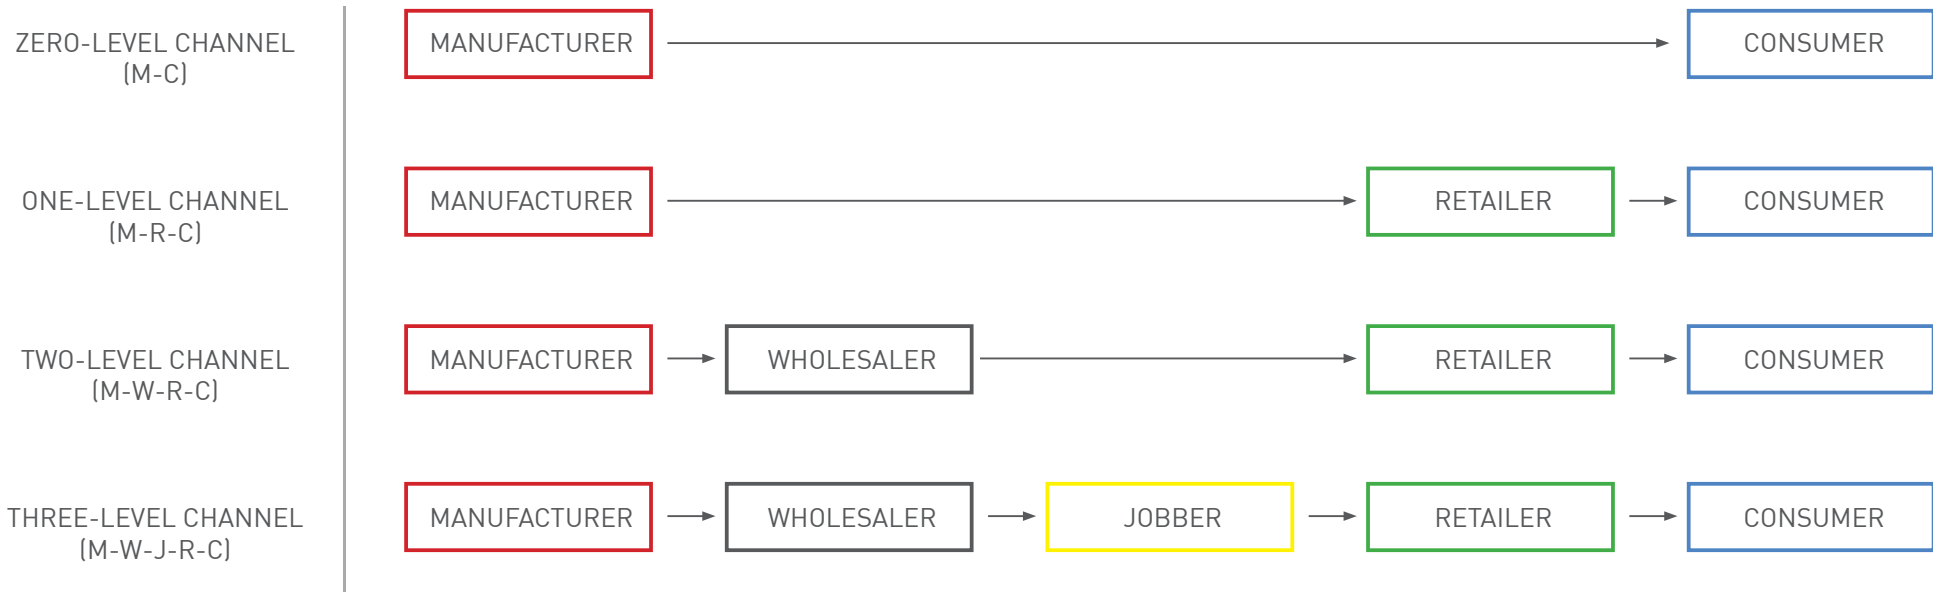 ZERO-LEVEL CHANNEL
(M-C)
MANUFACTURER
CONSUMER
ONE-LEVEL CHANNEL
(M-R-C)
MANUFACTURER
RETAILER
CONSUMER
TWO-LEVEL CHANNEL
(M-W-R-C)
MANUFACTURER
WHOLESALER
RETAILER
CONSUMER
THREE-LEVEL CHANNEL
(M-W-J-R-C)
MANUFACTURER
WHOLESALER
JOBBER
RETAILER
CONSUMER